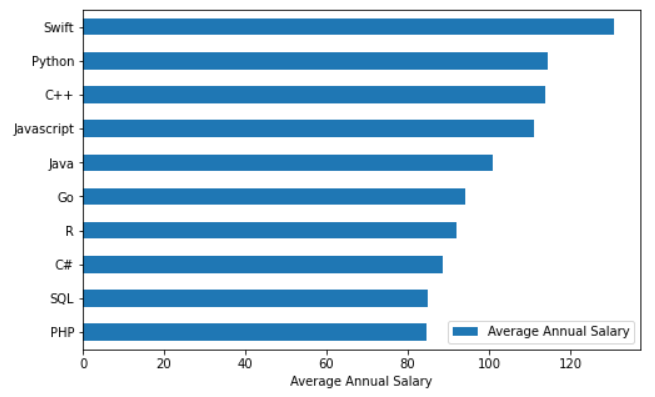 Swift
Python
C++
Javascript
Java
Go
R
C#
SQL
PHP
Average Annual Salary
0 20 40 60 80 100 120
Average Annual Salary